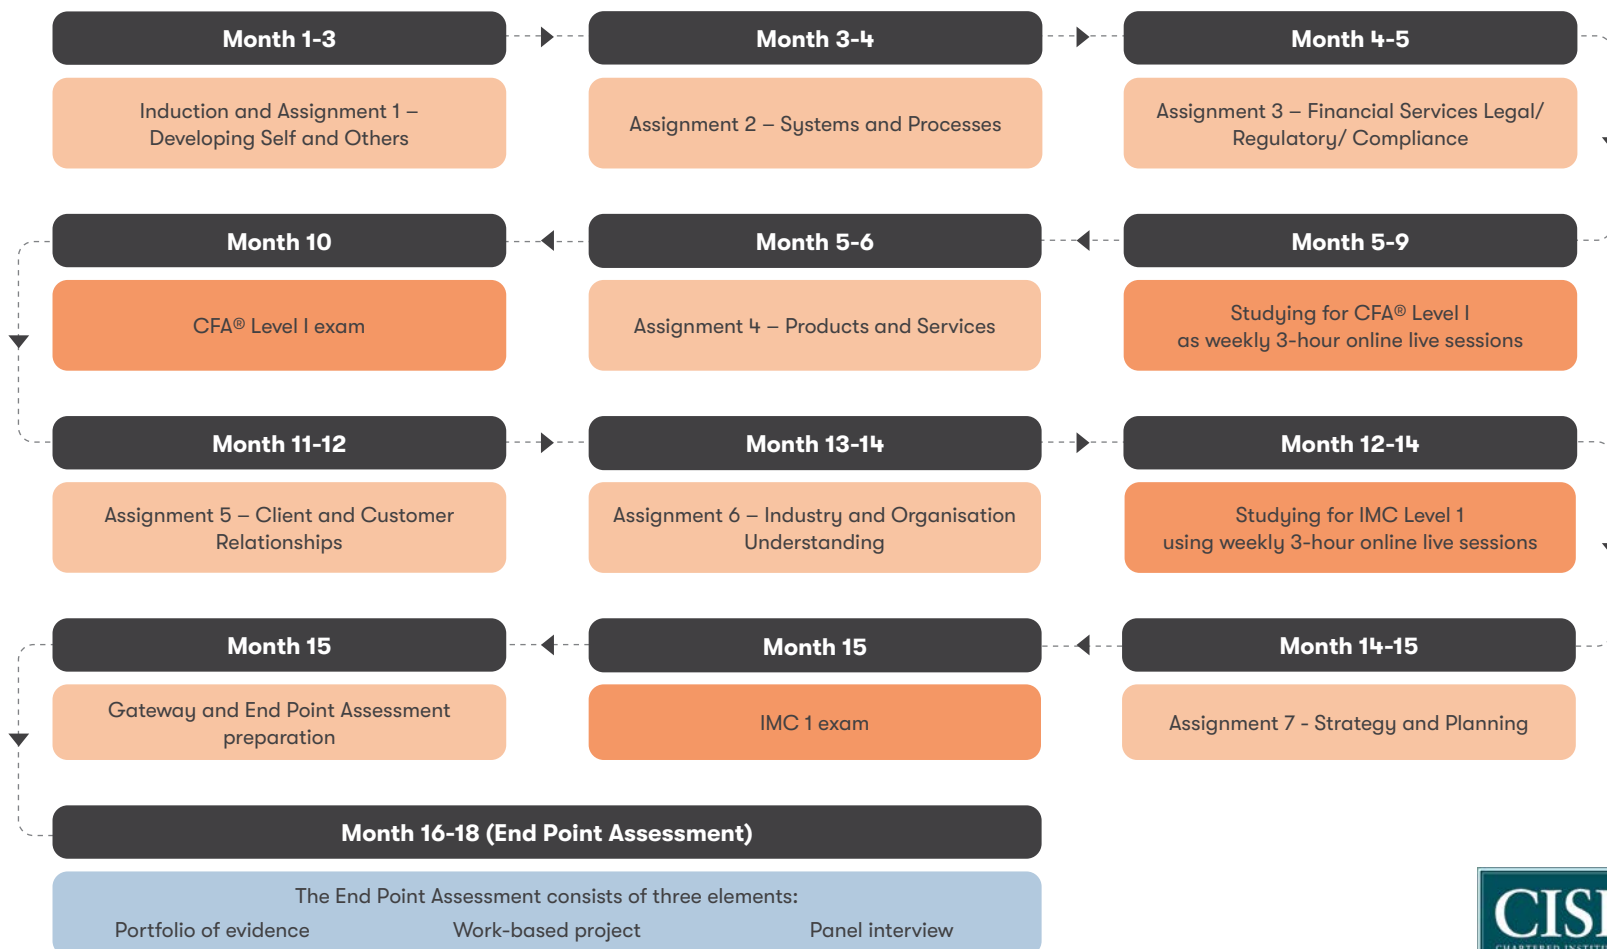 Month 1-3
Induction and Assignment 1 –
Developing Self and Others
Month 3-4
Assignment 2 – Systems and Processes
Month 4-5
Assignment 3 – Financial Services Legal/
Regulatory/ Compliance
Month 5-9
Studying for CFA® Level I
as weekly 3-hour online live sessions
Month 5-6
Assignment 4 – Products and Services
Month 10
CFA® Level I exam
Month 11-12
Assignment 5 – Client and Customer
Relationships
Month 13-14
Assignment 6 – Industry and Organisation
Understanding
Month 12-14
Studying for IMC Level 1
using weekly 3-hour online live sessions
Month 14-15
Assignment 7 - Strategy and Planning
Month 15
IMC 1 exam
Month 15
Gateway and End Point Assessment
preparation
Month 16-18 (End Point Assessment)
The End Point Assessment consists of three elements:
Portfolio of evidence Work-based project Panel interview
CIS
CHARTERED